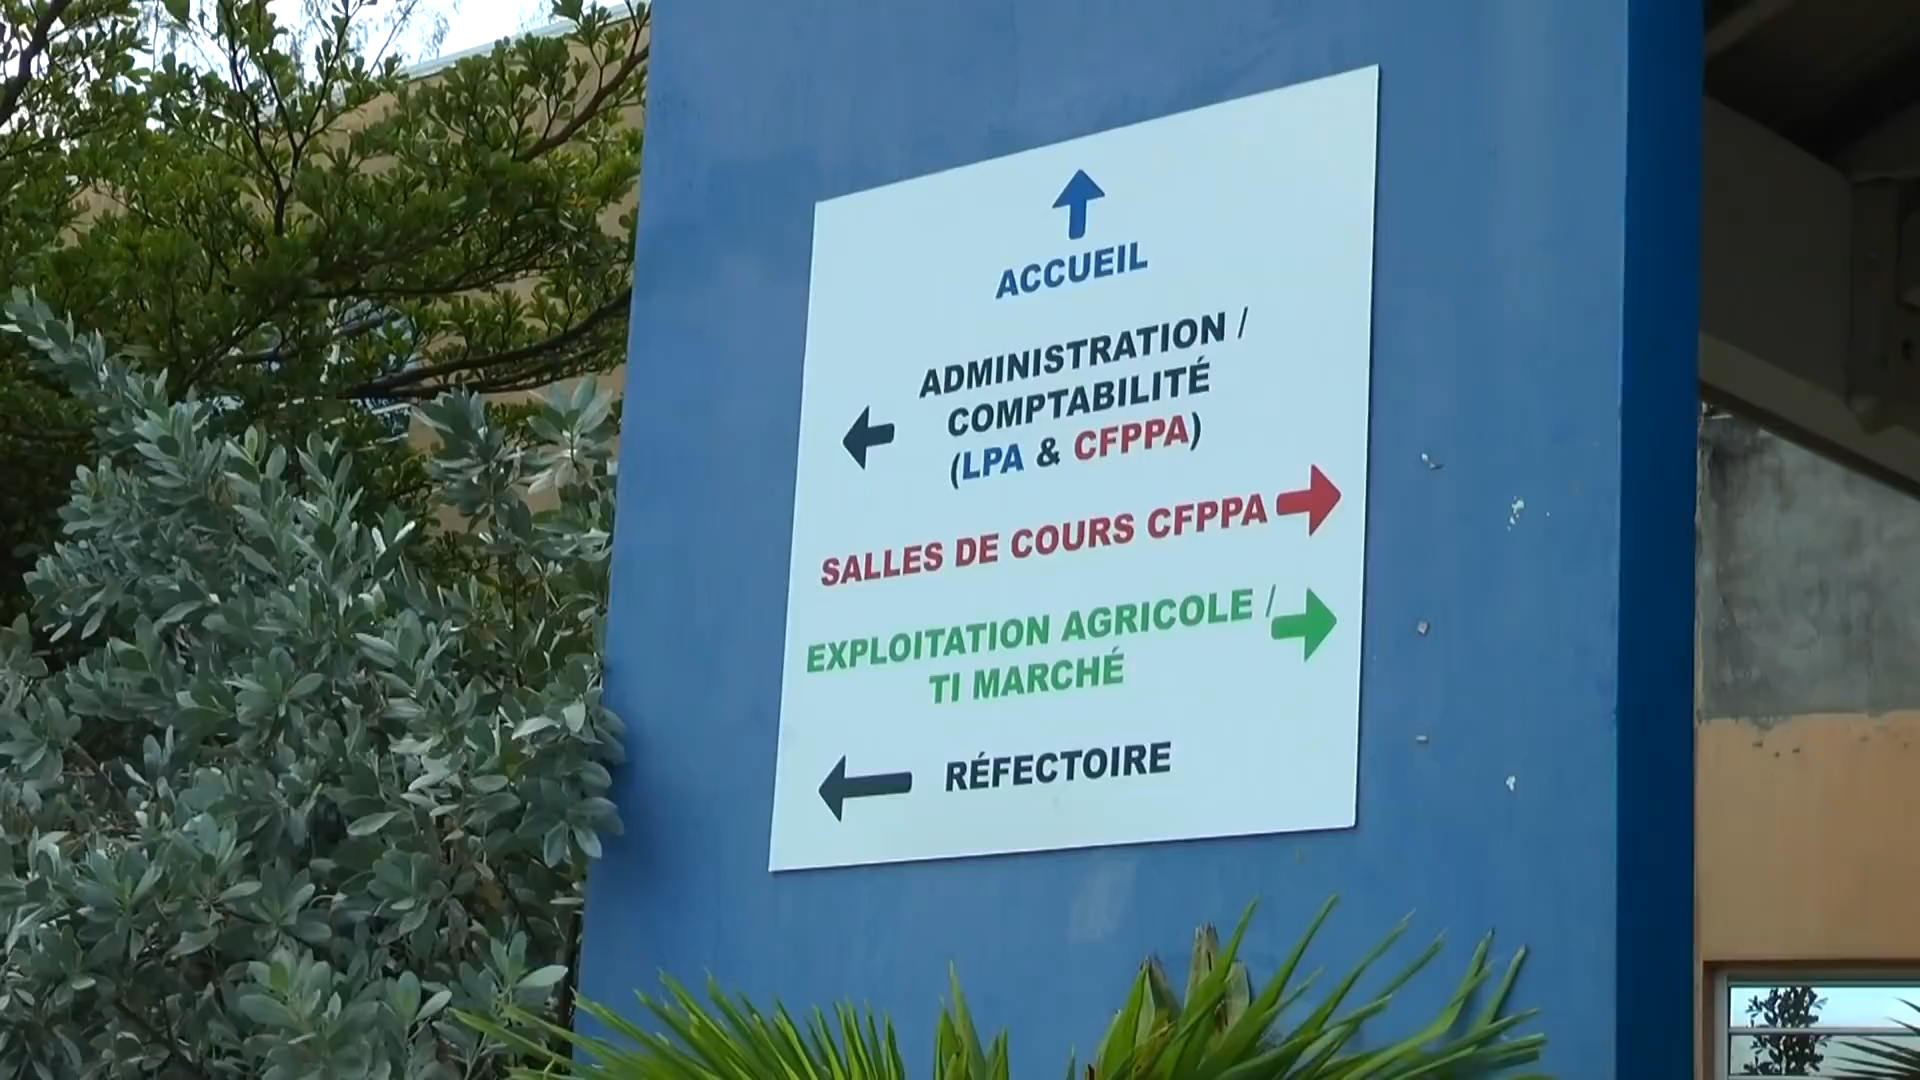 ACCUEIL
ADMINISTRATION /
COMPTABILITÉ
(LPA & CFPPA)
SALLES DE COURS CFPPA
EXPLOITATION AGRICOLE /
TI MARCHÉ
RÉFECTOIRE